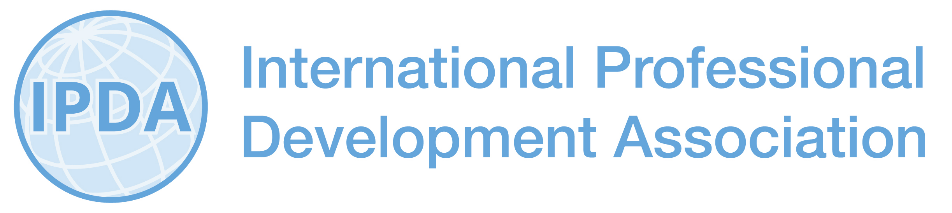 IPDA
International Professional
Development Association